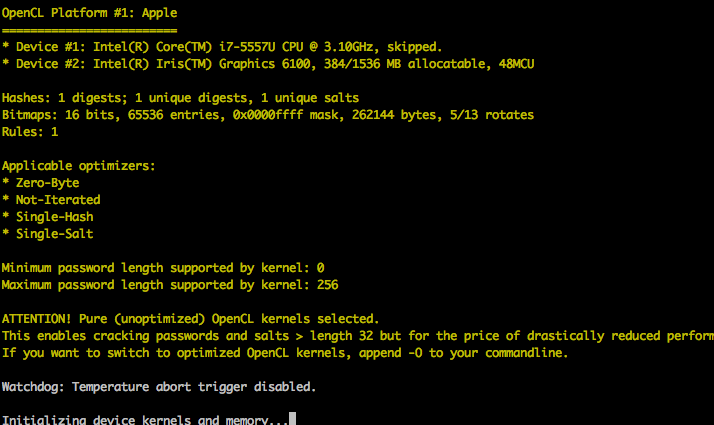 OpenCL Platform #1: Apple
=========================
* Device #1: Intel(R) Core(TM) i7-5557U CPU @ 3.10GHz, skipped.
* Device #2: Intel(R) Iris(TM) Graphics 6100, 384/1536 MB allocatable, 48MCU
Hashes: 1 digests; 1 unique digests, 1 unique salts
Bitmaps: 16 bits, 65536 entries, 0x0000ffff mask, 262144 bytes, 5/13 rotates
Rules: 1
Applicable optimizers:
* Zero-Byte
* Not-Iterated
* Single-Hash
* Single-Salt
Minimum password length supported by kernel: 0
Maximum password length supported by kernel: 256
ATTENTION! Pure (unoptimized) OpenCL kernels selected.
This enables cracking passwords and salts > length 32 but for the price of drastically reduced perform
If you want to switch to optimized OpenCL kernels, append -O to your commandline.
Watchdog: Temperature abort trigger disabled.
Initializing device kernels and memory...